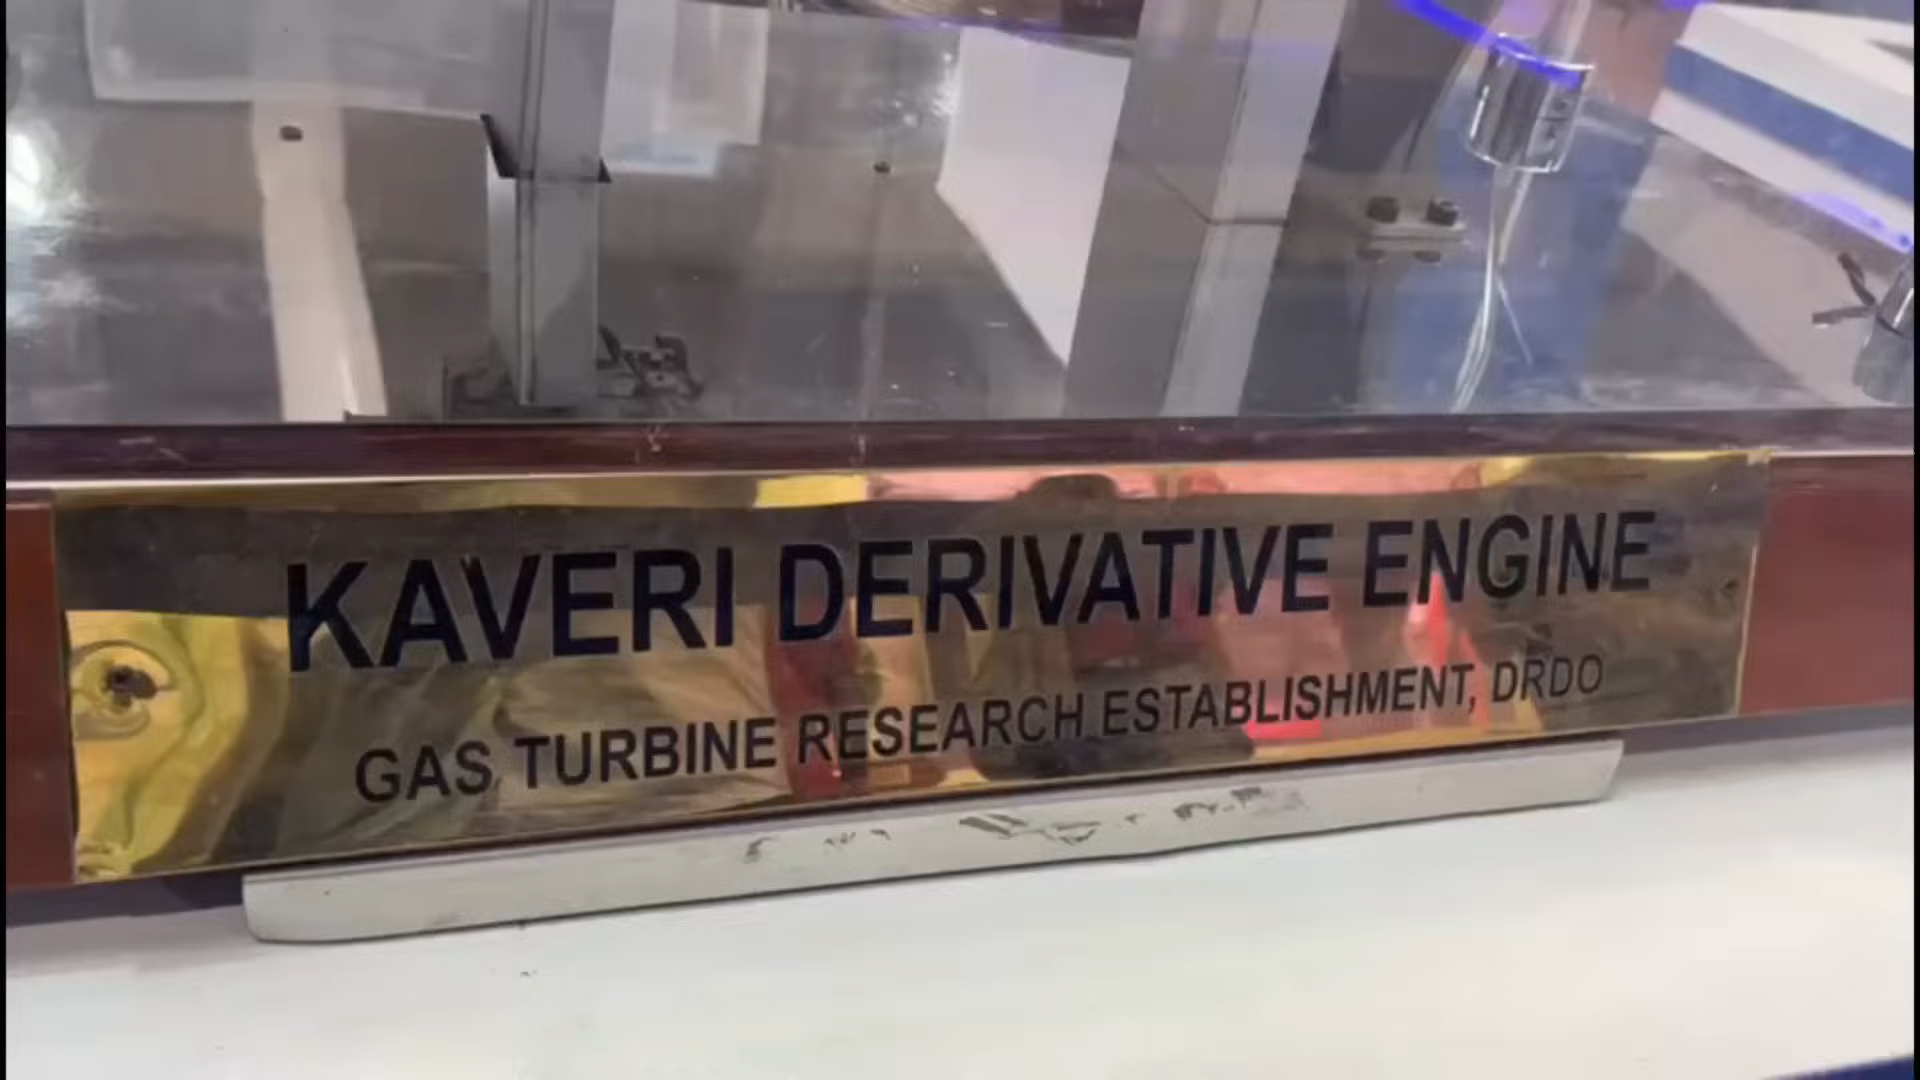 KAVERI DERIVATIVE ENGINE
GAS TURBINE RESEARCH ESTABLISHMENT, DRDO